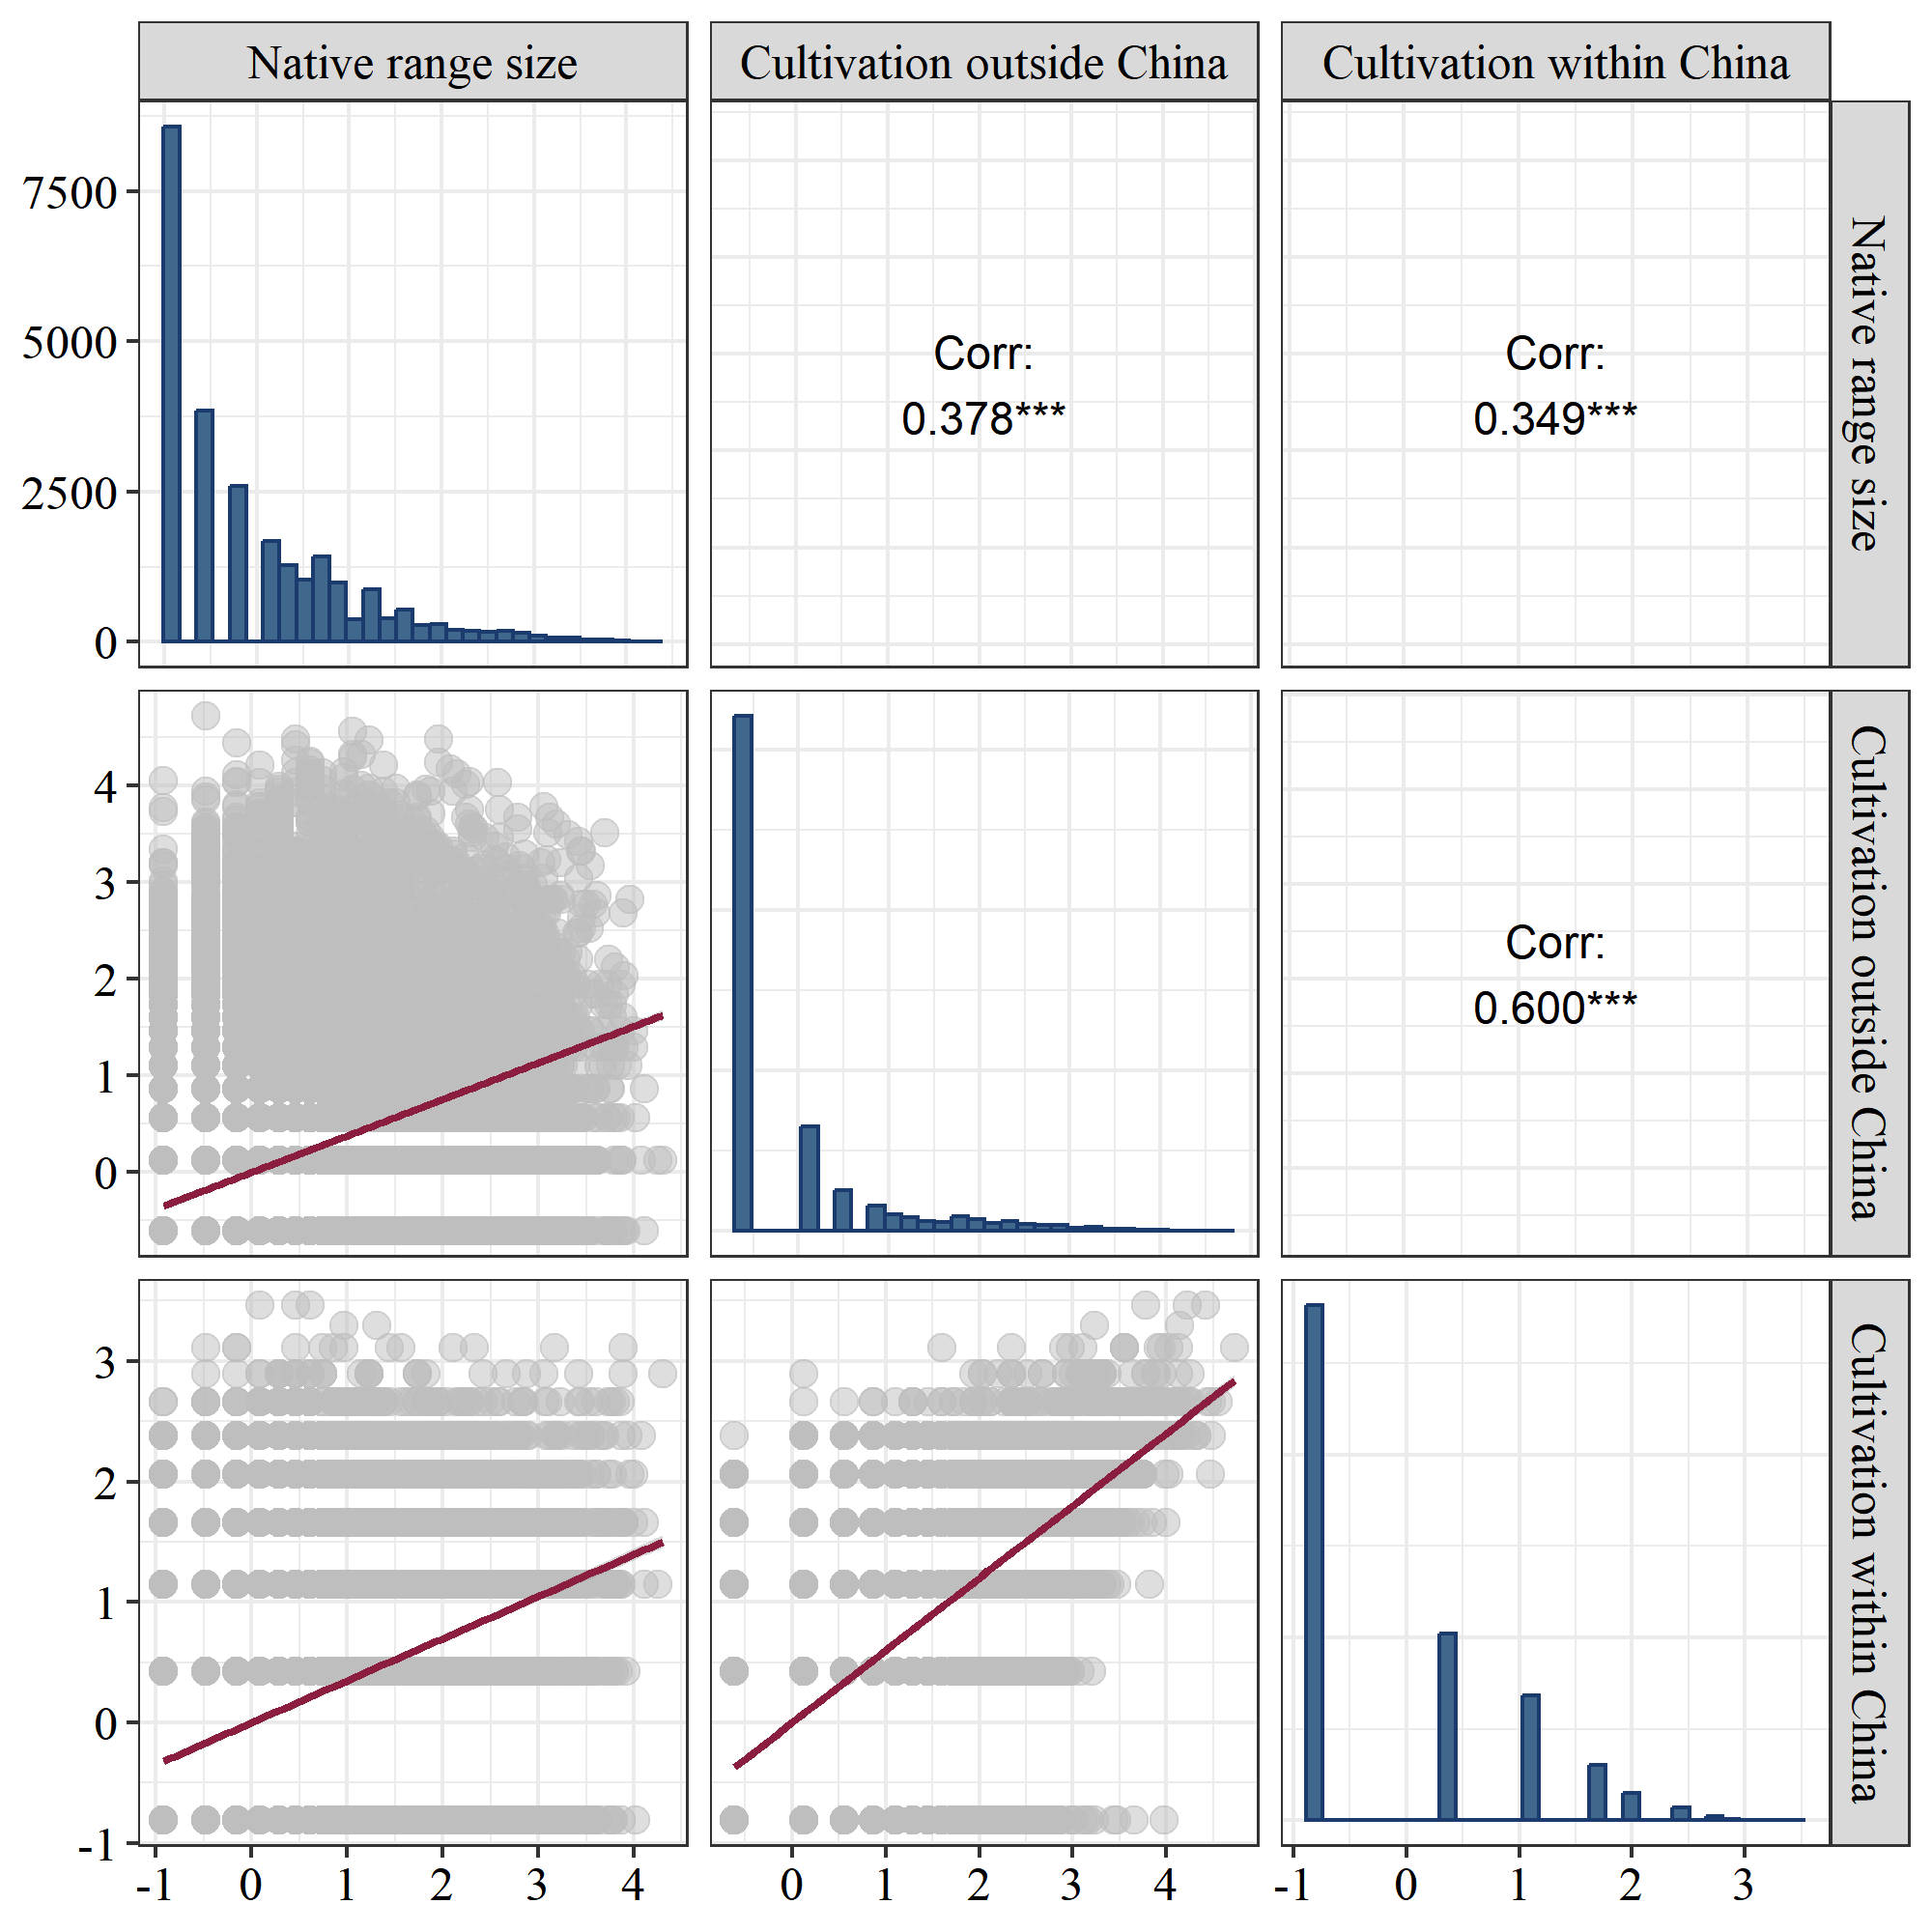 Native range size
Cultivation outside China
Cultivation within China
7500
5000
2500
0
Corr:
0.378***
Corr:
0.349***
Native range size
4
3
2
1
0
Corr:
0.600***
Cultivation outside China
3
2
1
0
-1
Cultivation within China
-1 0 1 2 3 4
0 1 2 3 4
-1 0 1 2 3